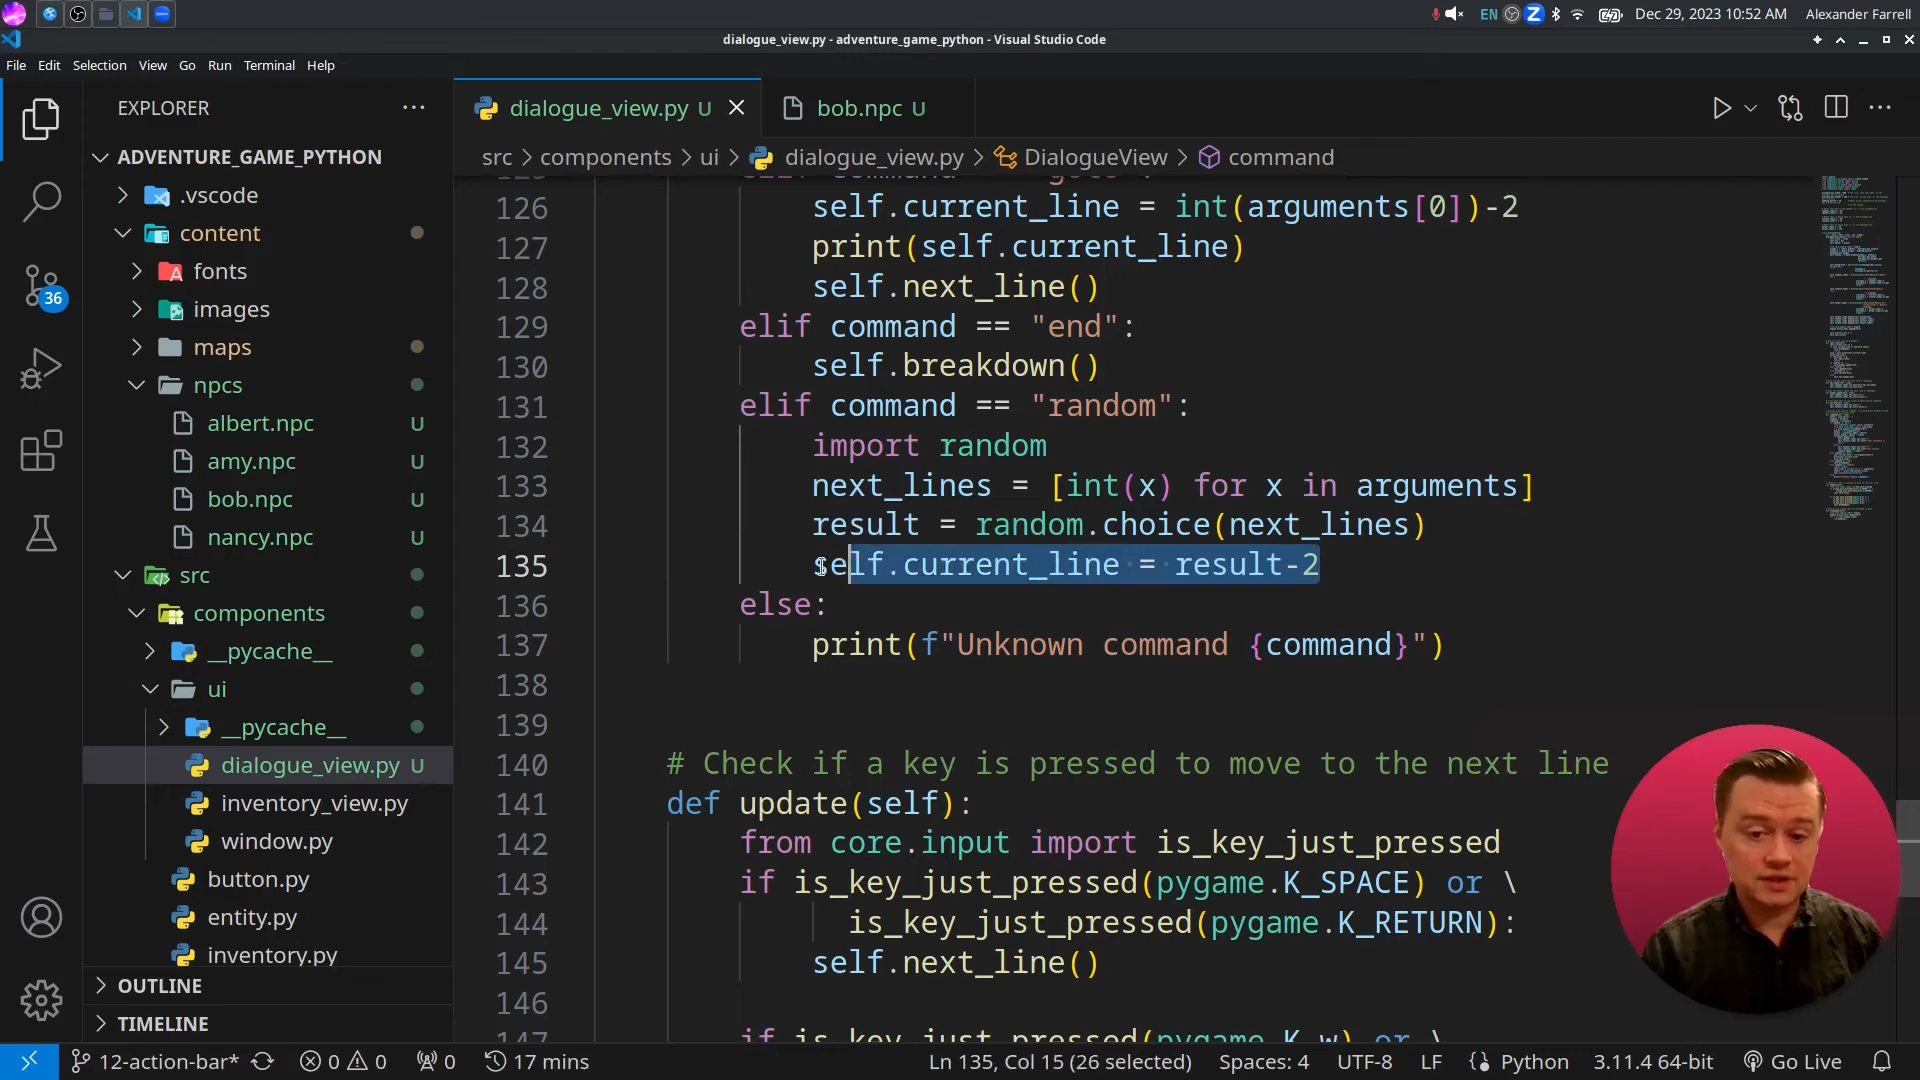 EN
Z
Dec 29, 2023 10:52 AM
Alexander Farrell
dialogue_view.py - adventure_game_python - Visual Studio Code
File Edit Selection View Go Run Terminal Help
EXPLORER
dialogue_view.py U
bob.npc U
ADVENTURE_GAME_PYTHON
src > components > ui > dialogue_view.py > DialogueView > command
.vscode
content
fonts
images
maps
npcs
albert.npc U
amy.npc U
bob.npc U
nancy.npc U
src
components
__pycache__
ui
__pycache__
dialogue_view.py U
inventory_view.py
window.py
button.py
entity.py
inventory.py
OUTLINE
TIMELINE
36
126 self.current_line = int(arguments[0])-2
127 print(self.current_line)
128 self.next_line()
129 elif command == "end":
130 self.breakdown()
131 elif command == "random":
132 import random
133 next_lines = [int(x) for x in arguments]
134 result = random.choice(next_lines)
135 self.current_line = result-2
136 else:
137 print(f"Unknown command {command}")
138
139
140 # Check if a key is pressed to move to the next line
141 def update(self):
142 from core.input import is_key_just_pressed
143 if is_key_just_pressed(pygame.K_SPACE) or \
144 is_key_just_pressed(pygame.K_RETURN):
145 self.next_line()
146
147 if is_key_just_pressed(pygame.K_w) or \
12-action-bar* 0 0 0 17 mins Ln 135, Col 15 (26 selected) Spaces: 4 UTF-8 LF Python 3.11.4 64-bit Go Live